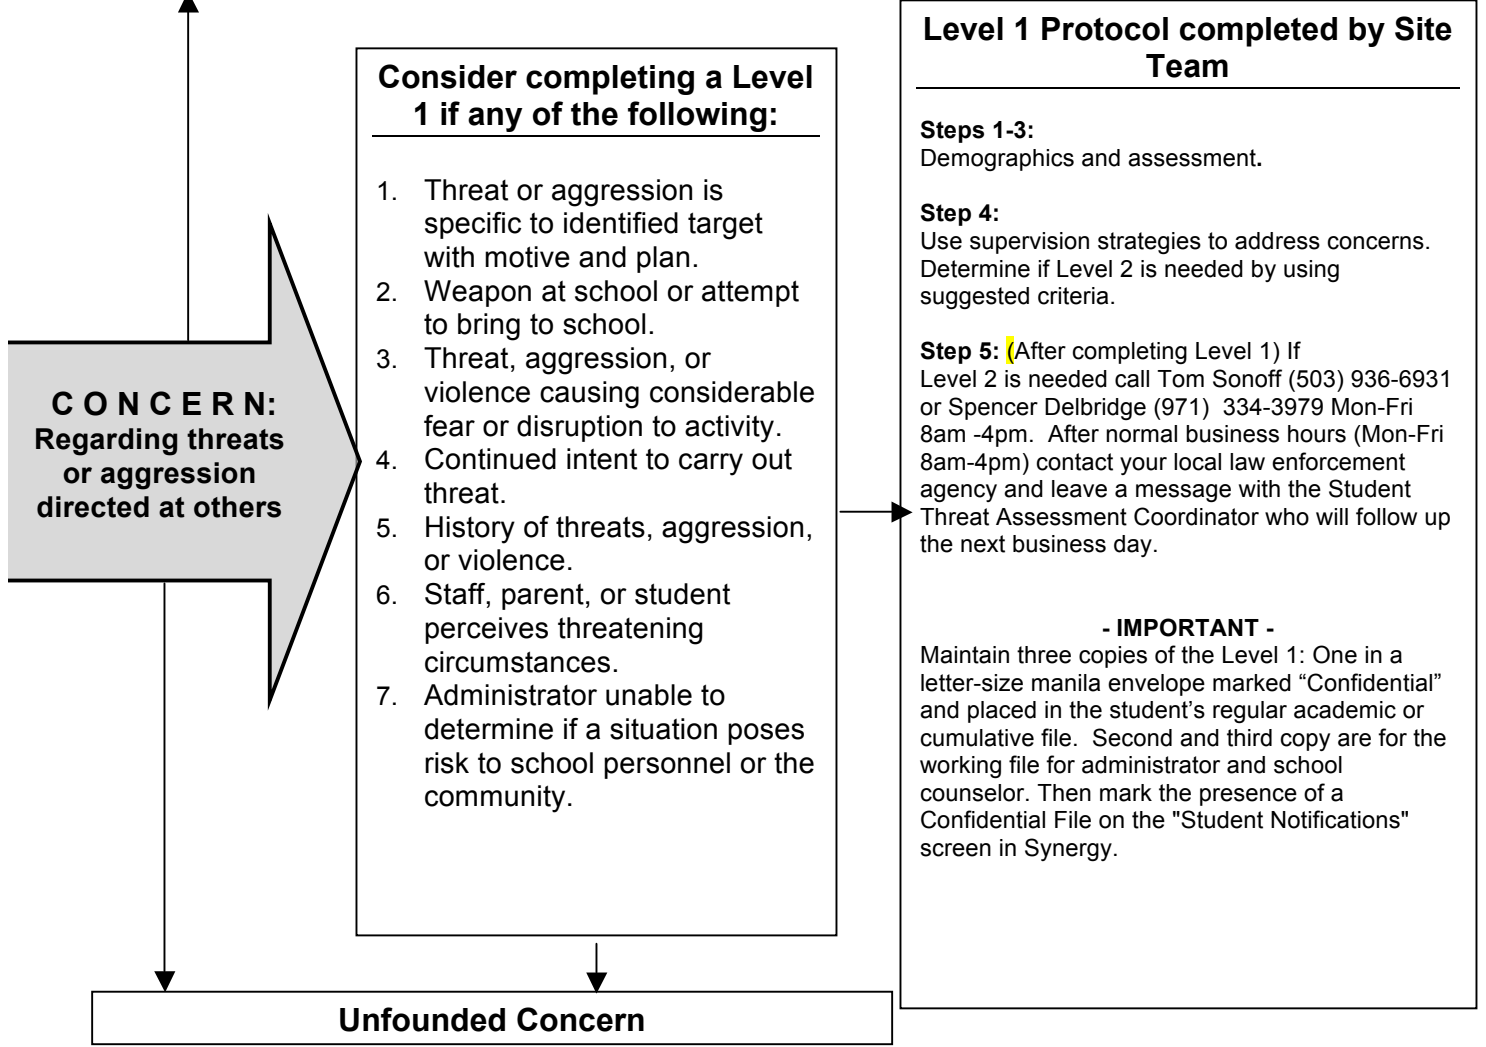 C O N C E R N:
Regarding threats
or aggression
directed at others
Consider completing a Level
1 if any of the following:
1. Threat or aggression is
specific to identified target
with motive and plan.
2. Weapon at school or attempt
to bring to school.
3. Threat, aggression, or
violence causing considerable
fear or disruption to activity.
4. Continued intent to carry out
threat.
5. History of threats, aggression,
or violence.
6. Staff, parent, or student
perceives threatening
circumstances.
7. Administrator unable to
determine if a situation poses
risk to school personnel or the
community.
Level 1 Protocol completed by Site
Team
Steps 1-3:
Demographics and assessment.
Step 4:
Use supervision strategies to address concerns.
Determine if Level 2 is needed by using
suggested criteria.
Step 5: (After completing Level 1) If
Level 2 is needed call Tom Sonoff (503) 936-6931
or Spencer Delbridge (971)  334-3979 Mon-Fri
8am -4pm.  After normal business hours (Mon-Fri
8am-4pm) contact your local law enforcement
agency and leave a message with the Student
Threat Assessment Coordinator who will follow up
the next business day.
- IMPORTANT -
Maintain three copies of the Level 1: One in a
letter-size manila envelope marked “Confidential”
and placed in the student’s regular academic or
cumulative file.  Second and third copy are for the
working file for administrator and school
counselor. Then mark the presence of a
Confidential File on the "Student Notifications"
screen in Synergy.
Unfounded Concern